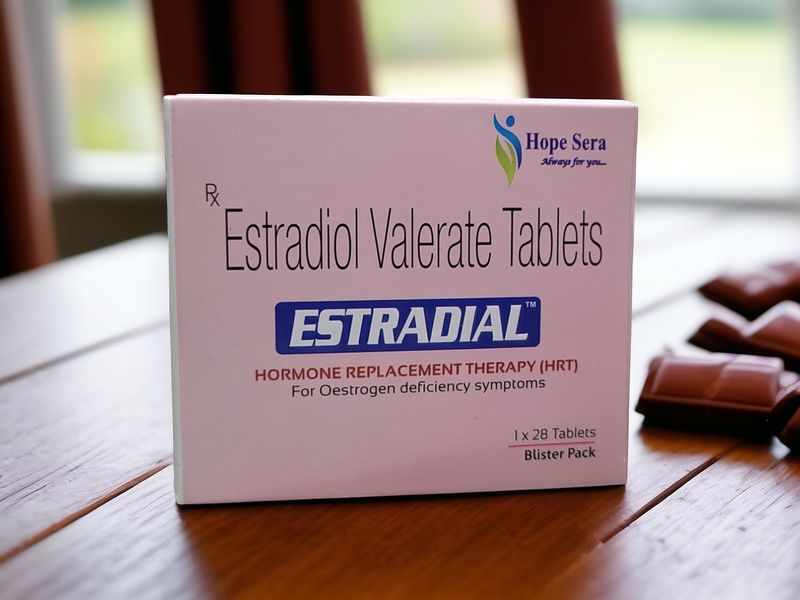 Hope Sera
Always for you...
Rx
Estradiol Valerate Tablets
ESTRADIAL™
HORMONE REPLACEMENT THERAPY (HRT)
For Oestrogen deficiency symptoms
1 x 28 Tablets
Blister Pack